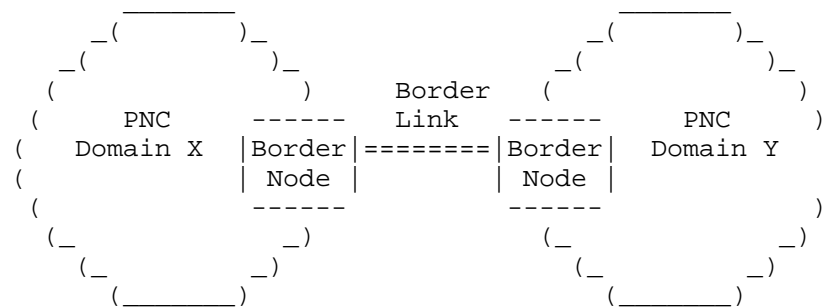 Border
PNC Link PNC
Domain X |Border|========|Border| Domain Y
| Node | | Node |